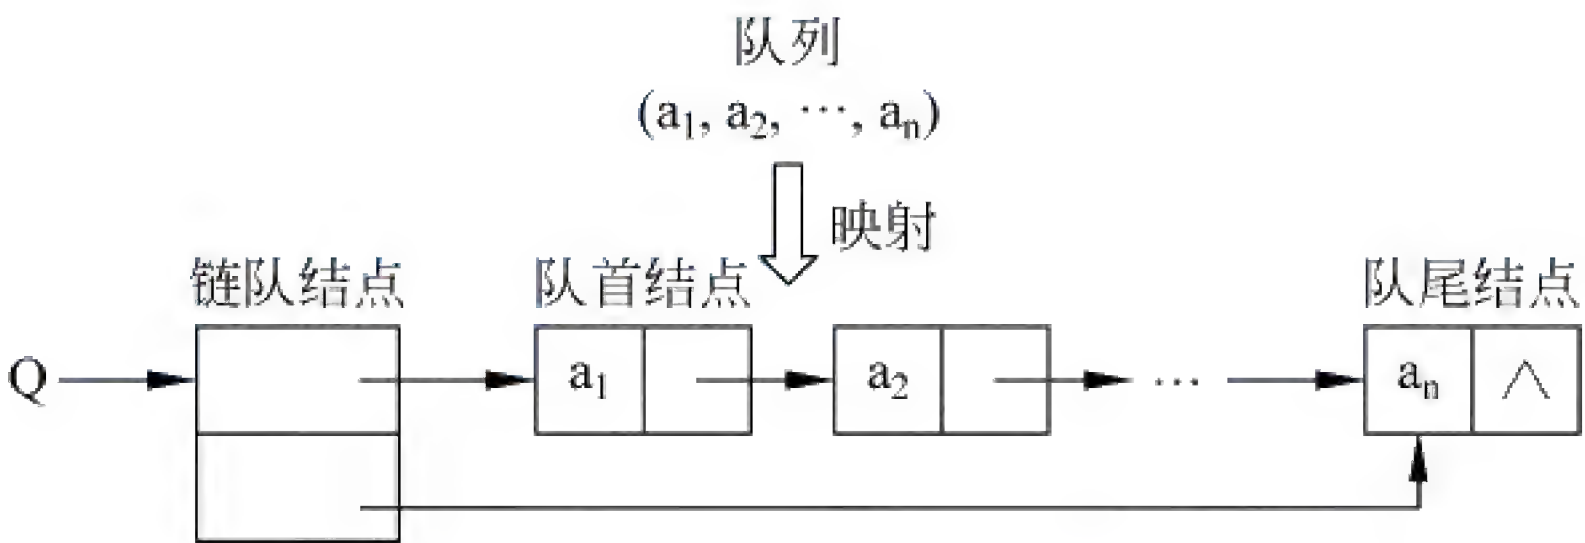 队列
(a₁, a₂, ···, aₙ)
映射
链队结点
队首结点
队尾结点
Q
a₁
a₂
···
aₙ
∧